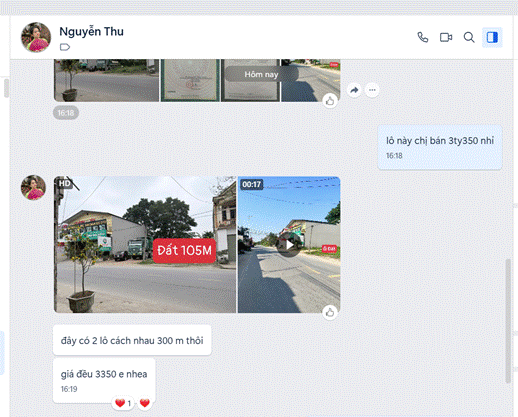 Nguyễn Thu
Hôm nay
16:18
lô này chị bán 3ty350 nhỉ
16:18
HD
Đất 105M
00:17
đây có 2 lô cách nhau 300 m thôi
giá đều 3350 e nhea
16:19
1